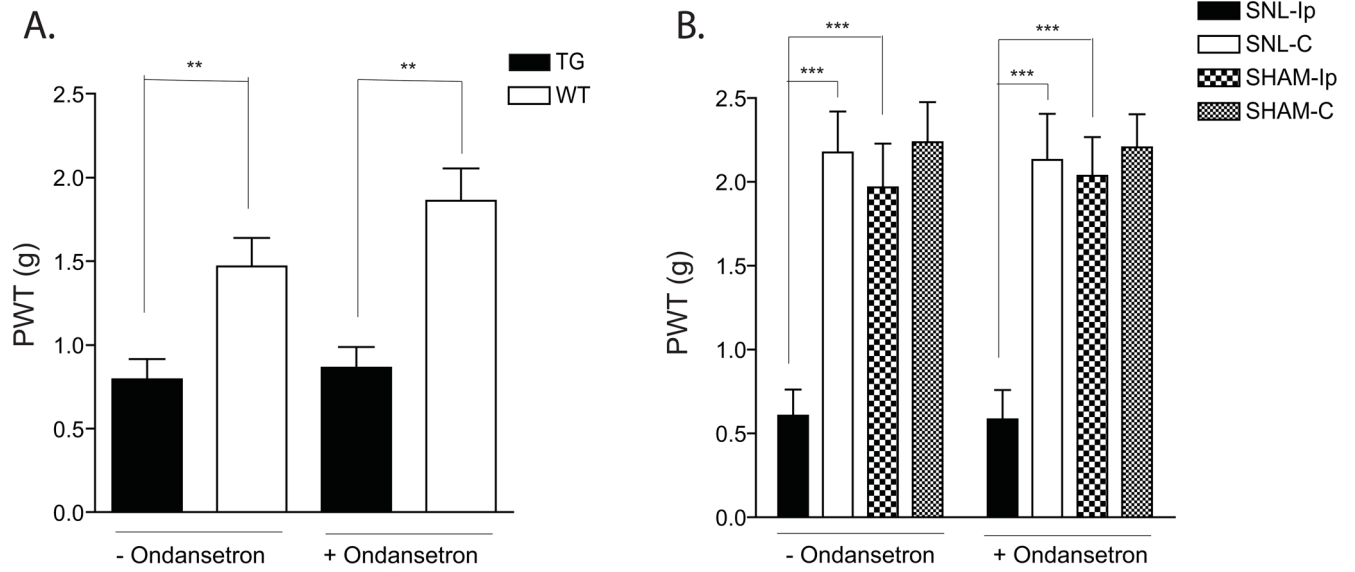 A.
**
**
TG
WT
PWT (g)
2.5
2.0
1.5
1.0
0.5
0.0
- Ondansetron
+ Ondansetron
B.
***
***
***
***
SNL-Ip
SNL-C
SHAM-Ip
SHAM-C
PWT (g)
2.5
2.0
1.5
1.0
0.5
0.0
- Ondansetron
+ Ondansetron